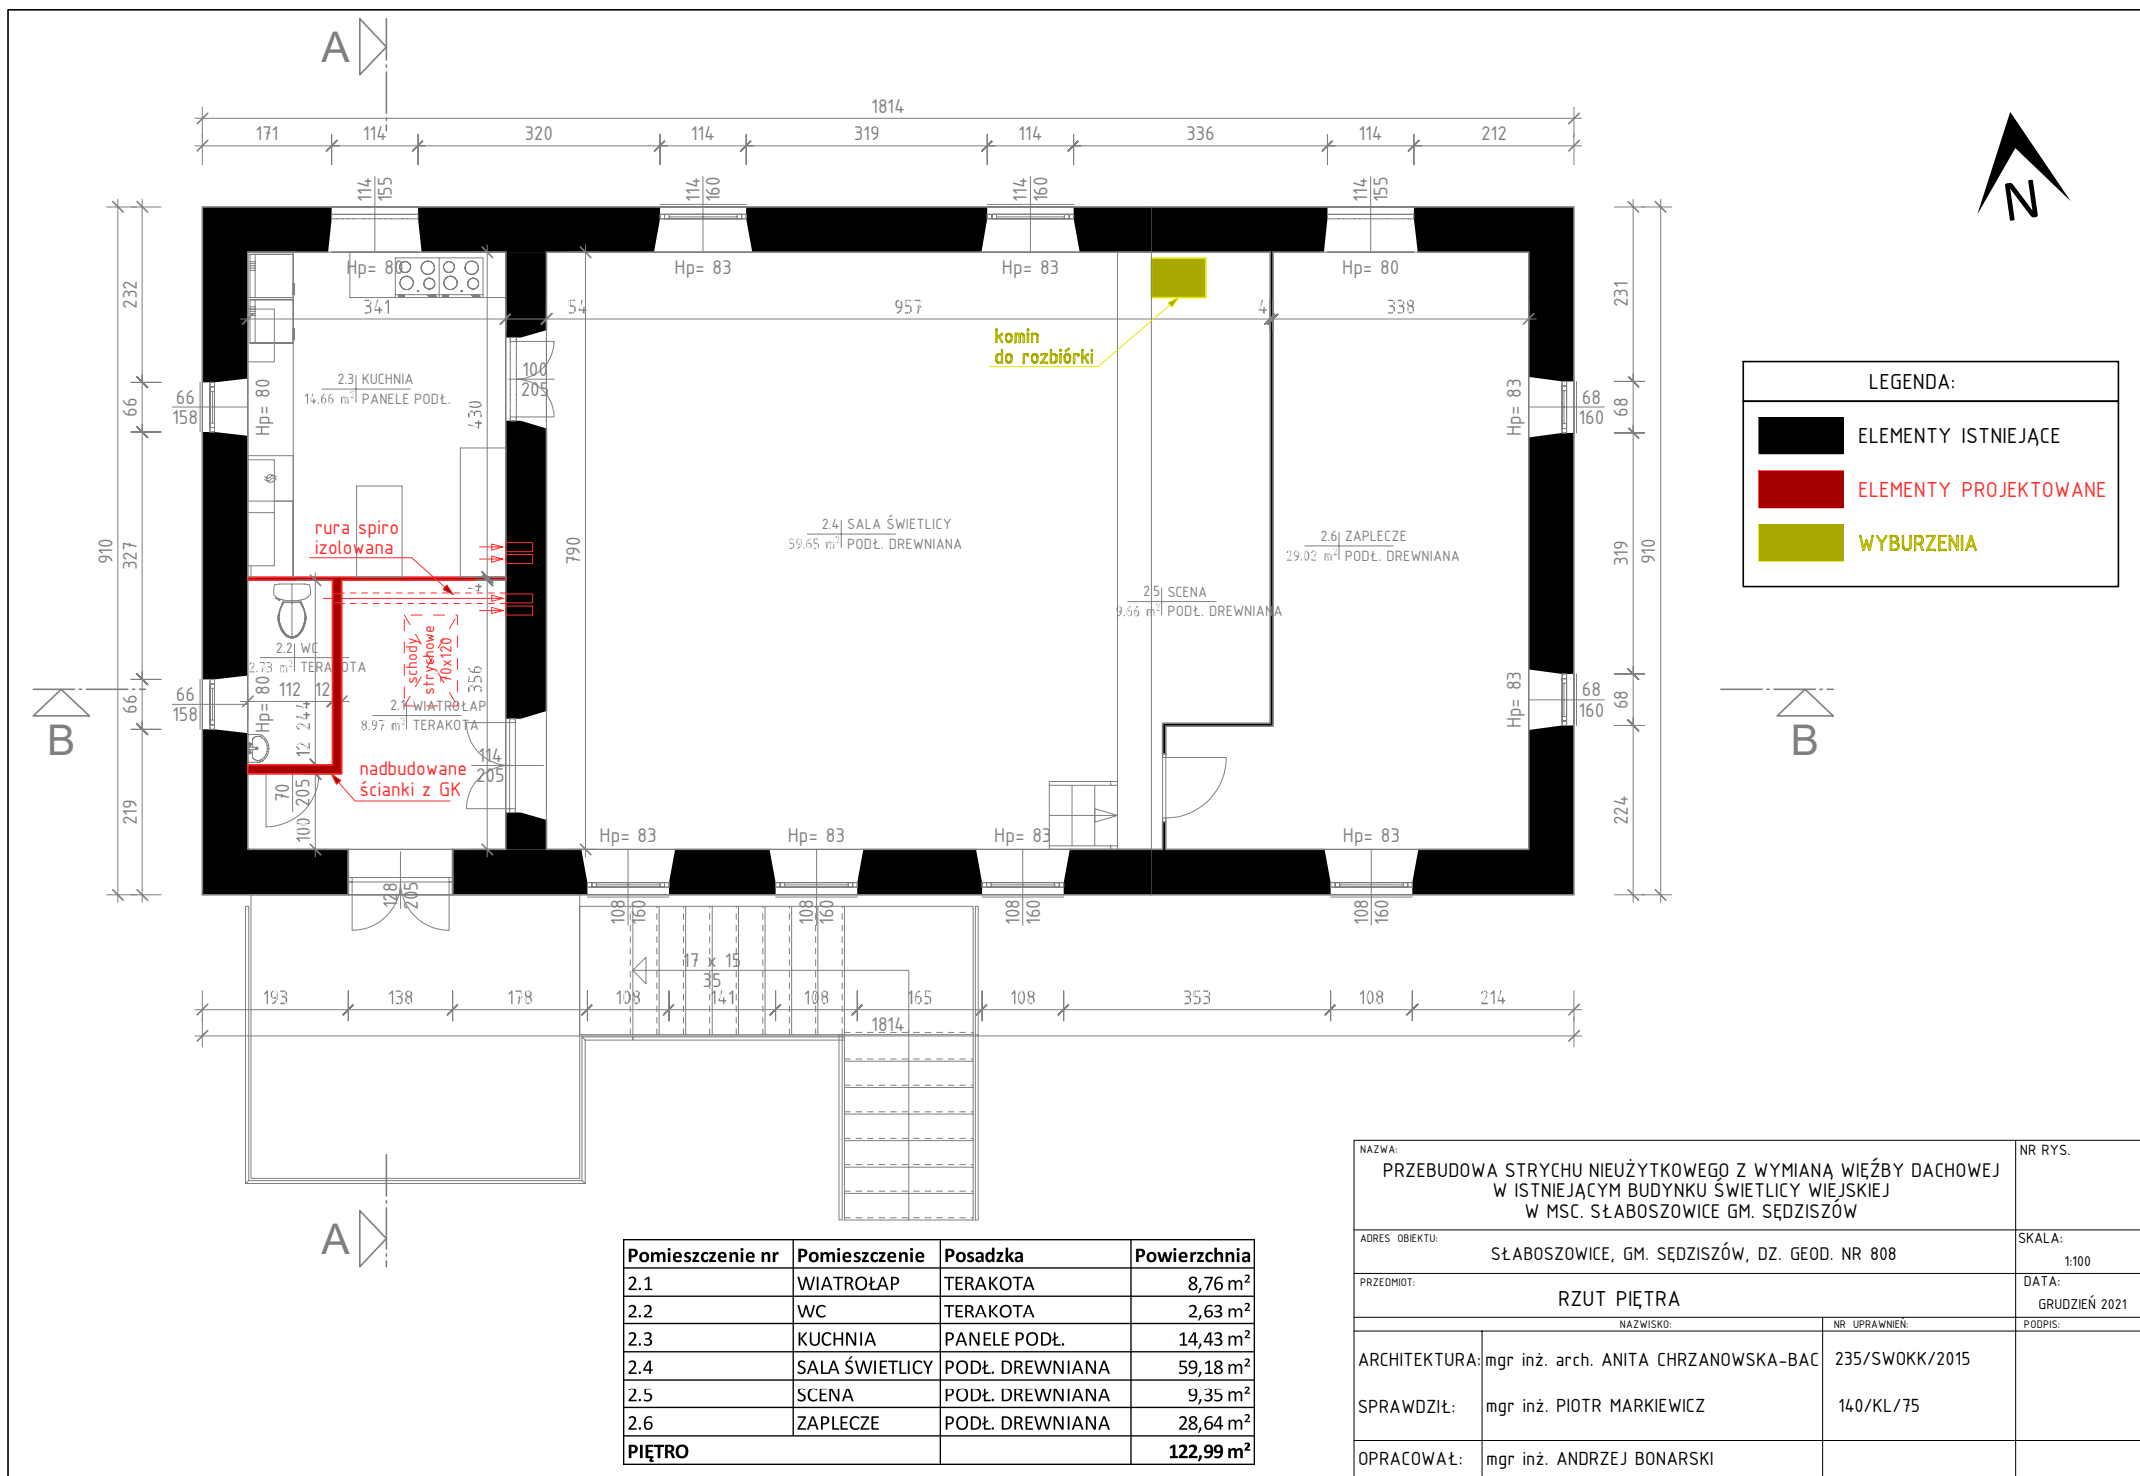 A
1814
171 114 320 114 319 114 336 114 212
114 155
114 160
114 160
114 155
N
Hp= 80
Hp= 83
Hp= 83
Hp= 80
341 54 957 4 338
komin
do rozbiórki
910
232
66
327
66
219
231
68
319
68
224
910
66
158
Hp= 80
2.3 KUCHNIA
14.66 m² PANELE PODŁ.
430
100
205
790
Hp= 83
68
160
LEGENDA:
ELEMENTY ISTNIEJĄCE
ELEMENTY PROJEKTOWANE
WYBURZENIA
rura spiro
izolowana
2.4 SALA ŚWIETLICY
59.65 m² PODŁ. DREWNIANA
2.6 ZAPLECZE
29.02 m² PODŁ. DREWNIANA
2.5 SCENA
9.66 m² PODŁ. DREWNIANA
4
schody
strychowe
70x120
2.2 WC
2.73 m² TERAKOTA
112 12
356
66
158
Hp= 80
12 244
2.1 WIATROŁAP
8.97 m² TERAKOTA
Hp= 83
68
160
B
B
114
205
nadbudowane
ścianki z GK
70
205
100
Hp= 83
Hp= 83
Hp= 83
Hp= 83
128 205
108 160
108 160
108 160
108 160
17 x 15
35
193 138 178 108 141 108 165 108 353 108 214
1814
A
Pomieszczenie nr Pomieszczenie Posadzka Powierzchnia
2.1 WIATROŁAP TERAKOTA 8,76 m²
2.2 WC TERAKOTA 2,63 m²
2.3 KUCHNIA PANELE PODŁ. 14,43 m²
2.4 SALA ŚWIETLICY PODŁ. DREWNIANA 59,18 m²
2.5 SCENA PODŁ. DREWNIANA 9,35 m²
2.6 ZAPLECZE PODŁ. DREWNIANA 28,64 m²
PIĘTRO 122,99 m²
NAZWA:
PRZEBUDOWA STRYCHU NIEUŻYTKOWEGO Z WYMIANĄ WIĘŹBY DACHOWEJ
W ISTNIEJĄCYM BUDYNKU ŚWIETLICY WIEJSKIEJ
W MSC. SŁABOSZOWICE GM. SĘDZISZÓW
NR RYS.
ADRES OBIEKTU:
SŁABOSZOWICE, GM. SĘDZISZÓW, DZ. GEOD. NR 808
SKALA:
1:100
PRZEDMIOT:
RZUT PIĘTRA
DATA:
GRUDZIEŃ 2021
NAZWISKO: NR UPRAWNIEŃ: PODPIS:
ARCHITEKTURA: mgr inż. arch. ANITA CHRZANOWSKA-BAC 235/SWOKK/2015
SPRAWDZIŁ: mgr inż. PIOTR MARKIEWICZ 140/KL/75
OPRACOWAŁ: mgr inż. ANDRZEJ BONARSKI